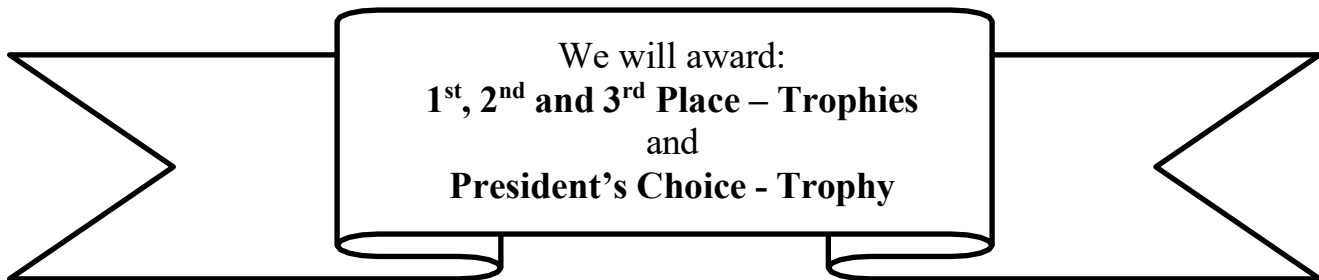 We will award:
1st, 2nd and 3rd Place – Trophies
and
President’s Choice - Trophy